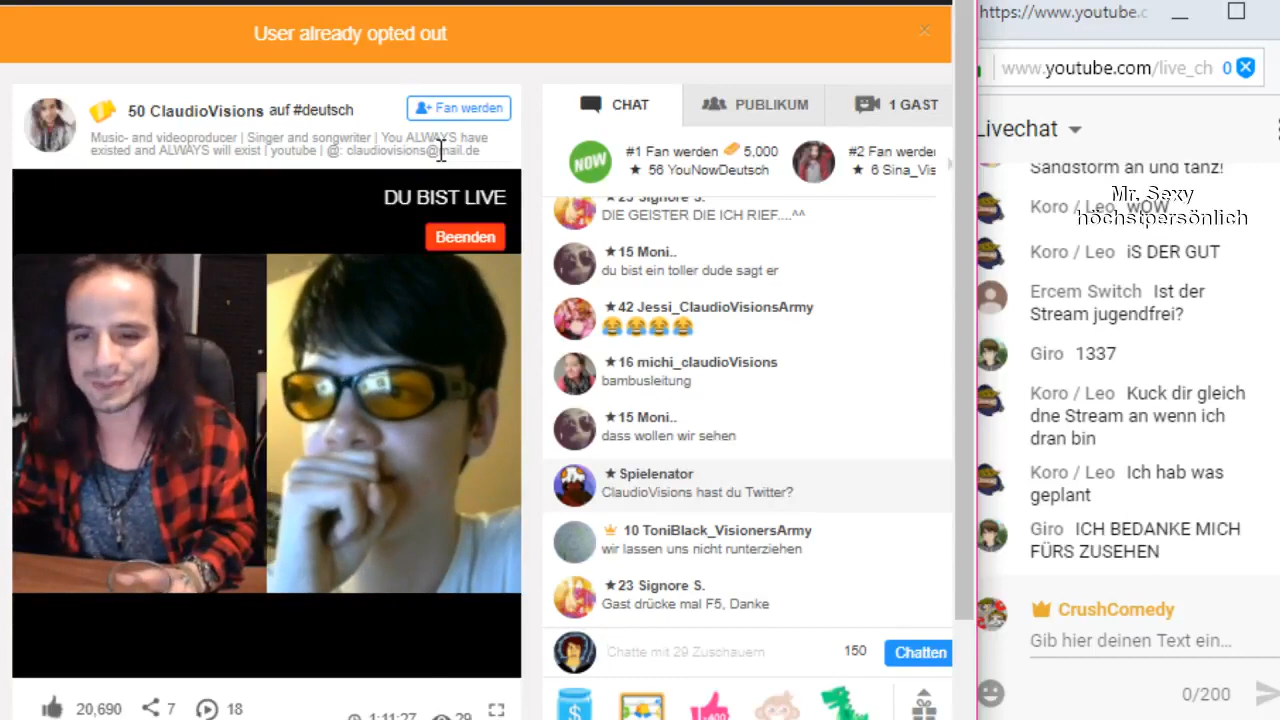 User already opted out
×
50 ClaudioVisions auf #deutsch
Fan werden
Music- and videoproducer | Singer and songwriter | You ALWAYS have
existed and ALWAYS will exist | youtube | @: claudiovisions@mail.de
DU BIST LIVE
Beenden
20,690
7
18
1:11:27
29
CHAT
PUBLIKUM
1 GAST
NOW
#1 Fan werden 5,000
★ 56 YouNowDeutsch
#2 Fan werden
★ 6 Sina_Vis
★23 Signore S.
DIE GEISTER DIE ICH RIEF....^^
★15 Moni..
du bist ein toller dude sagt er
★42 Jessi_ClaudioVisionsArmy
😂😂😂😂
★16 michi_claudioVisions
bambusleitung
★15 Moni..
dass wollen wir sehen
★ Spielenator
ClaudioVisions hast du Twitter?
10 ToniBlack_VisionersArmy
wir lassen uns nicht runterziehen
★23 Signore S.
Gast drücke mal F5, Danke
Chatte mit 29 Zuschauern
150
Chatten
https://www.youtube.c
www.youtube.com/live_ch
0
Livechat
Sandstorm an und tanz!
Mr. Sexy
höchstpersönlich
Koro / Leo WOW
Koro / Leo iS DER GUT
Ercem Switch Ist der
Stream jugendfrei?
Giro 1337
Koro / Leo Kuck dir gleich
dne Stream an wenn ich
dran bin
Koro / Leo Ich hab was
geplant
Giro ICH BEDANKE MICH
FÜRS ZUSEHEN
CrushComedy
Gib hier deinen Text ein...
0/200